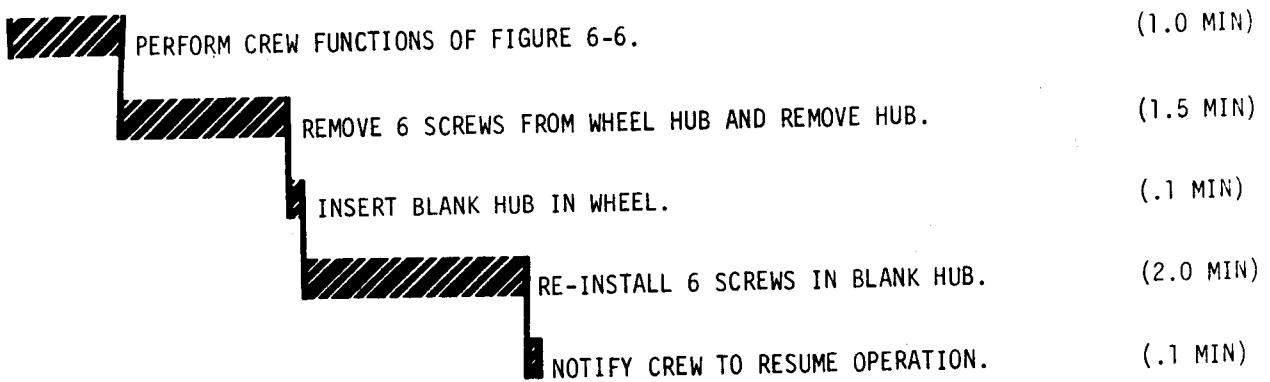 PERFORM CREW FUNCTIONS OF FIGURE 6-6. (1.0 MIN)
REMOVE 6 SCREWS FROM WHEEL HUB AND REMOVE HUB. (1.5 MIN)
INSERT BLANK HUB IN WHEEL. (.1 MIN)
RE-INSTALL 6 SCREWS IN BLANK HUB. (2.0 MIN)
NOTIFY CREW TO RESUME OPERATION. (.1 MIN)